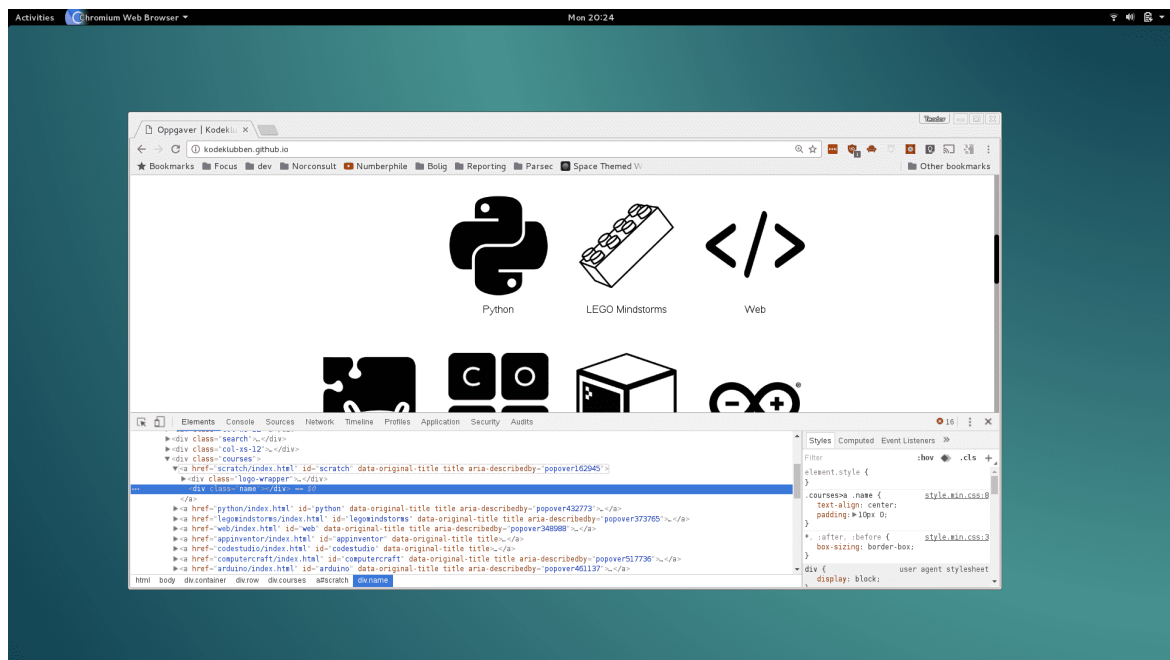 Activities Chromium Web Browser Mon 20:24
Oppgaver | Kodeklu
kodeklubben.github.io
Bookmarks Focus dev Norconsult Numberphile Bolig Reporting Parsec Space Themed W Other bookmarks
Python LEGO Mindstorms Web
C O
Elements Console Sources Network Timeline Profiles Application Security Audits 16
▶<div class="search">…</div>
▶<div class="col-xs-12">…</div>
▼<div class="courses">
▼<a href="scratch/index.html" id="scratch" data-original-title title aria-describedby="popover162945">
▶<div class="logo-wrapper">…</div>
<div class="name"></div> == $0
</a>
▶<a href="python/index.html" id="python" data-original-title title aria-describedby="popover432773">…</a>
▶<a href="legomindstorms/index.html" id="legomindstorms" data-original-title title aria-describedby="popover373765">…</a>
▶<a href="web/index.html" id="web" data-original-title title aria-describedby="popover348988">…</a>
▶<a href="appinventor/index.html" id="appinventor" data-original-title title>…</a>
▶<a href="codestudio/index.html" id="codestudio" data-original-title title>…</a>
▶<a href="computercraft/index.html" id="computercraft" data-original-title title aria-describedby="popover517736">…</a>
▶<a href="arduino/index.html" id="arduino" data-original-title title aria-describedby="popover461137">…</a>
html body div.container div.row div.courses a#scratch div.name
Styles Computed Event Listeners »
Filter :hov .cls +
element.style {
}
.courses>a .name { style.min.css:8
text-align: center;
padding: ▶10px 0;
}
*, :after, :before { style.min.css:3
box-sizing: border-box;
}
div { user agent stylesheet
display: block;